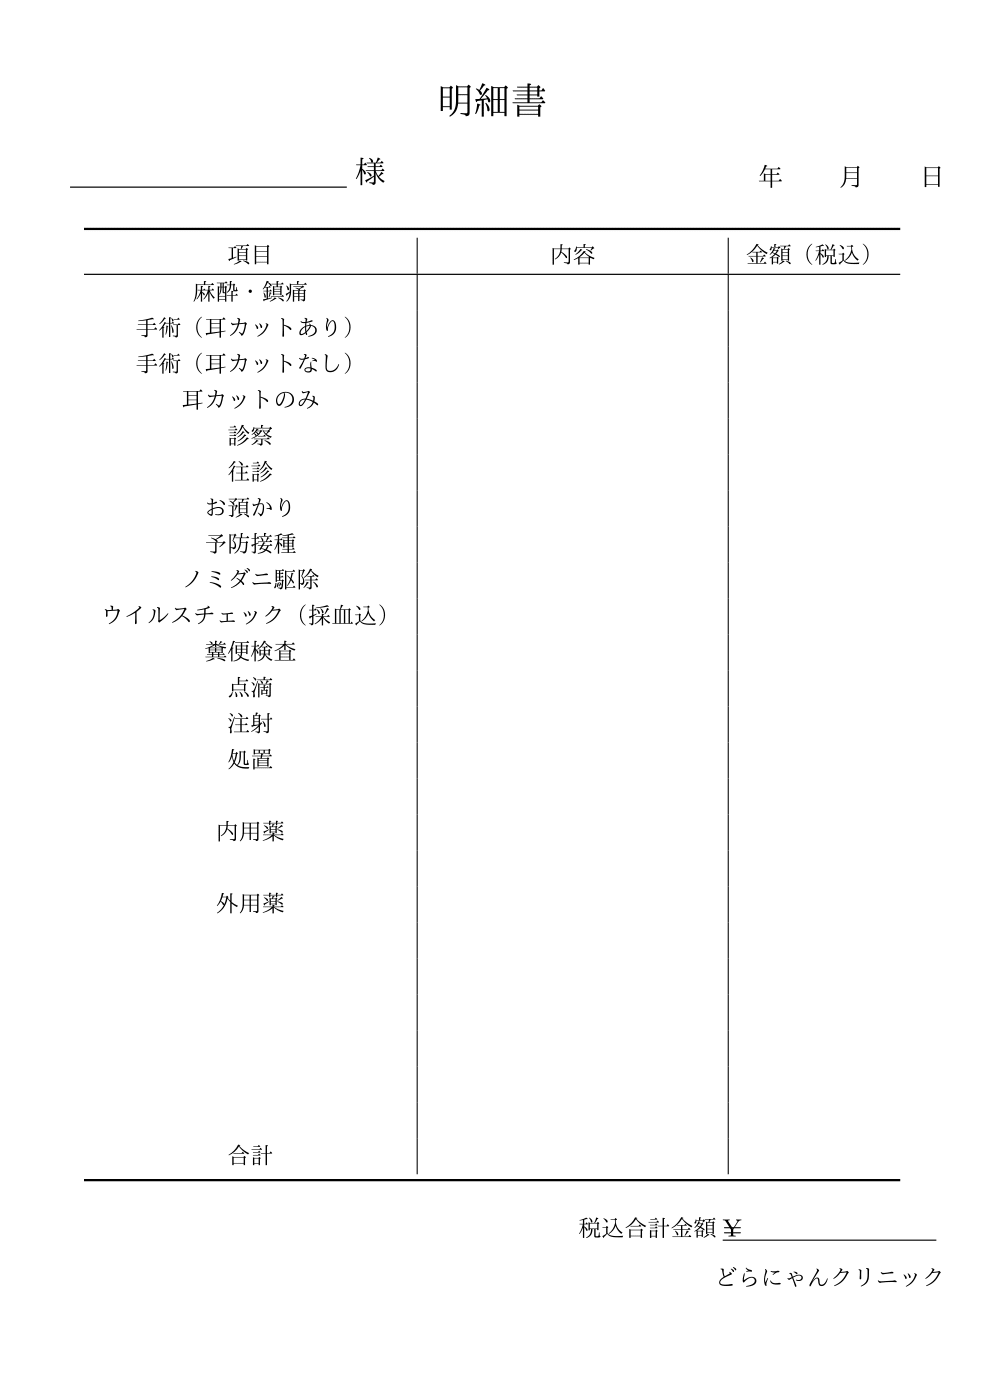 明細書
様 年 月 日
項目 内容 金額（税込）
麻酔・鎮痛
手術（耳カットあり）
手術（耳カットなし）
耳カットのみ
診察
往診
お預かり
予防接種
ノミダニ駆除
ウイルスチェック（採血込）
糞便検査
点滴
注射
処置
内用薬
外用薬
合計
税込合計金額 ¥
どらにゃんクリニック